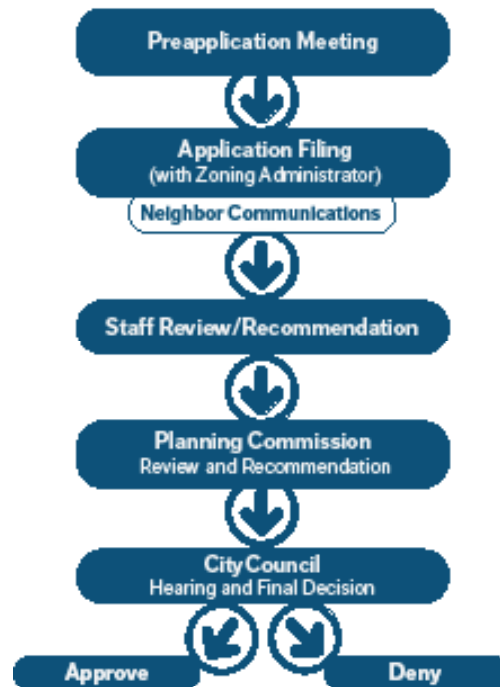 Preapplication Meeting
Application Filing
(with Zoning Administrator)
Neighbor Communications
Staff Review/Recommendation
Planning Commission
Review and Recommendation
City Council
Hearing and Final Decision
Approve
Deny